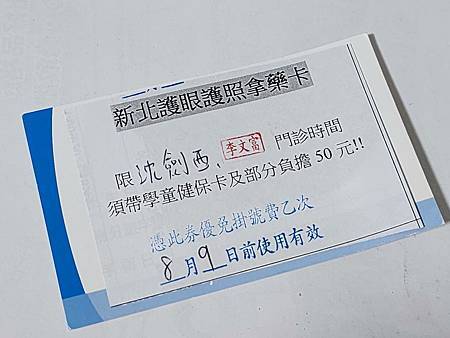 新北護眼護照拿藥卡
限沈劍西、李文富 門診時間
須帶學童健保卡及部分負擔 50 元!!
憑此券優免掛號費乙次
8月9日前使用有效